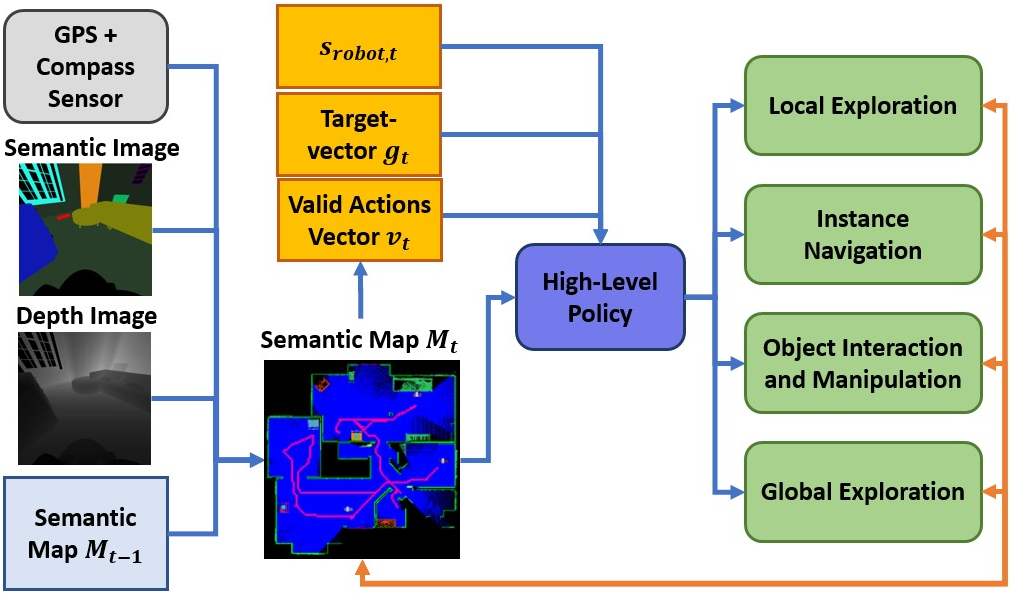 GPS +
Compass
Sensor
Semantic Image
Depth Image
Semantic
Map M_{t−1}
s_{robot,t}
Target-
vector g_t
Valid Actions
Vector v_t
Semantic Map M_t
High-Level
Policy
Local Exploration
Instance
Navigation
Object Interaction
and Manipulation
Global Exploration